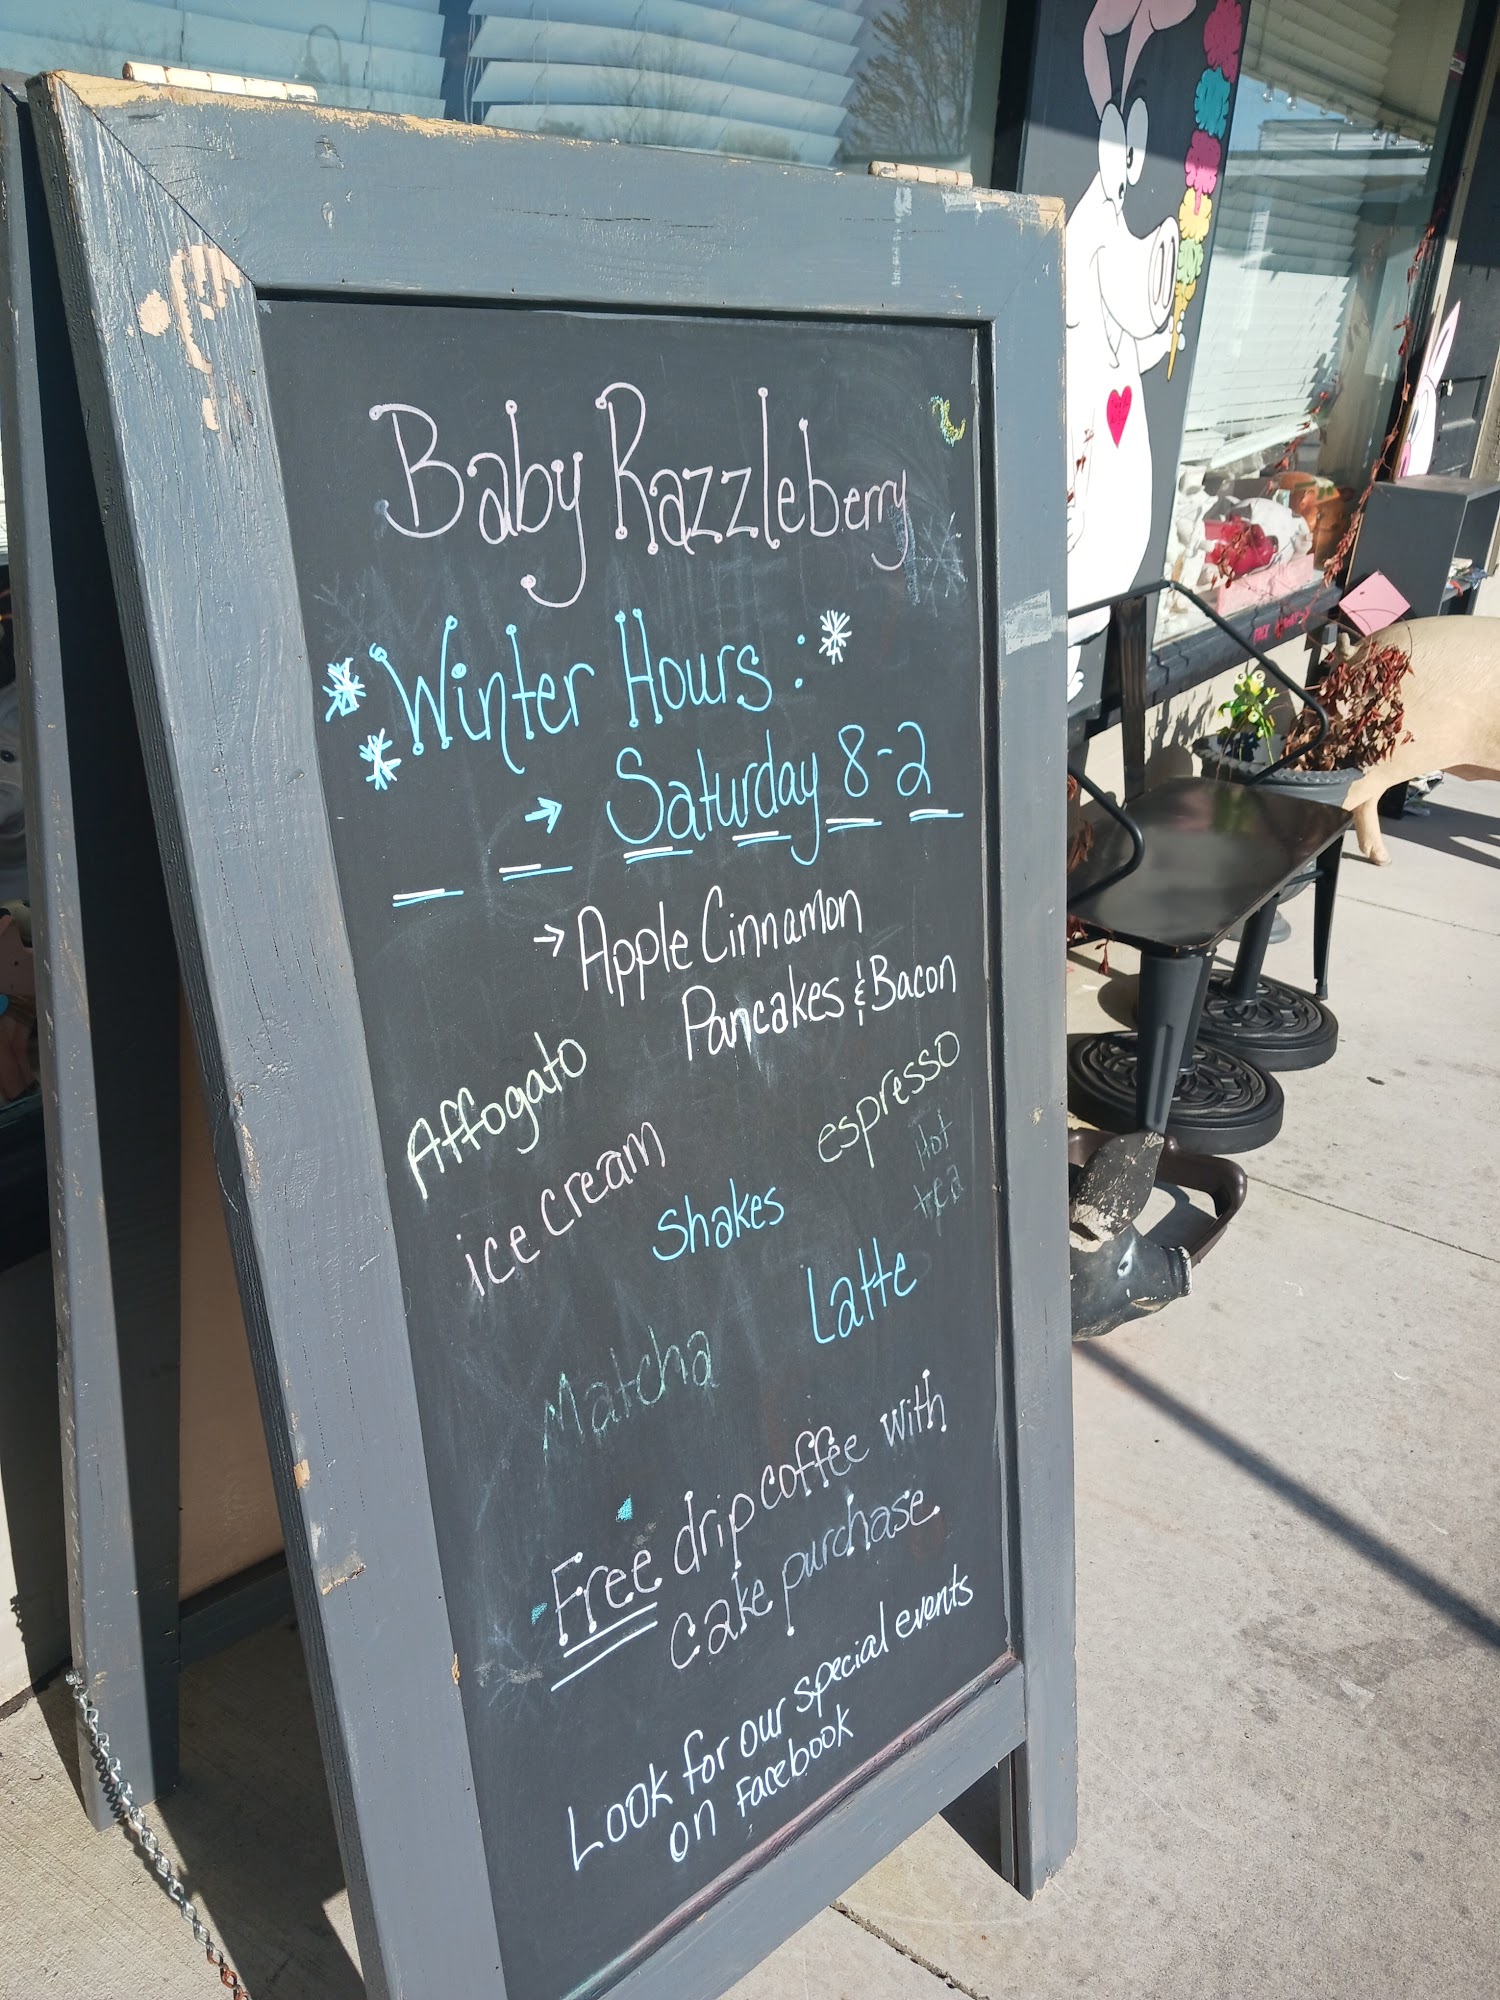 Baby Razzleberry
Winter Hours:
→ Saturday 8-2
→ Apple Cinnamon
Pancakes & Bacon
Affogato
espresso
ice cream
Hot
tea
Shakes
Latte
Matcha
Free drip coffee with
cake purchase
Look for our special events
on Facebook